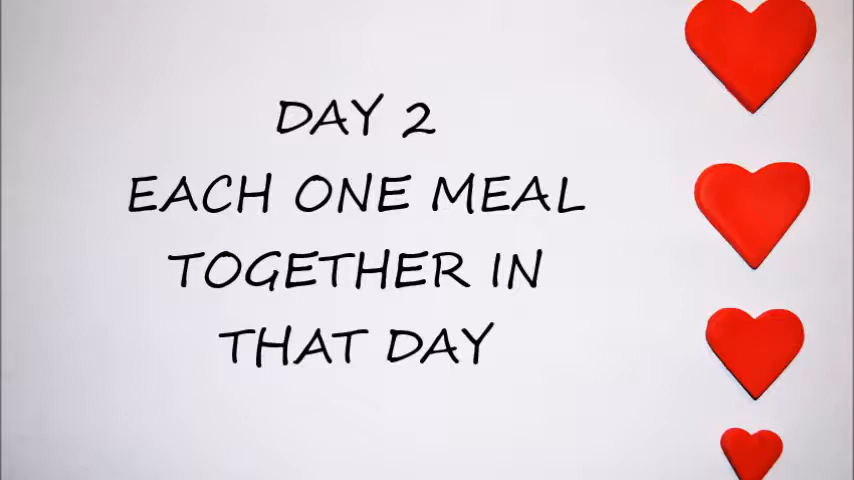 DAY 2
EACH ONE MEAL
TOGETHER IN
THAT DAY